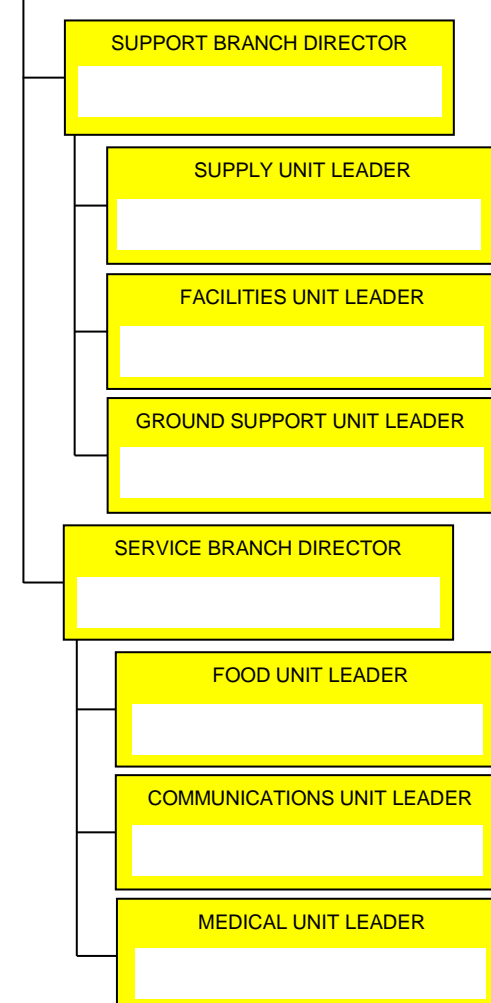 SUPPORT BRANCH DIRECTOR
SUPPLY UNIT LEADER
FACILITIES UNIT LEADER
GROUND SUPPORT UNIT LEADER
SERVICE BRANCH DIRECTOR
FOOD UNIT LEADER
COMMUNICATIONS UNIT LEADER
MEDICAL UNIT LEADER